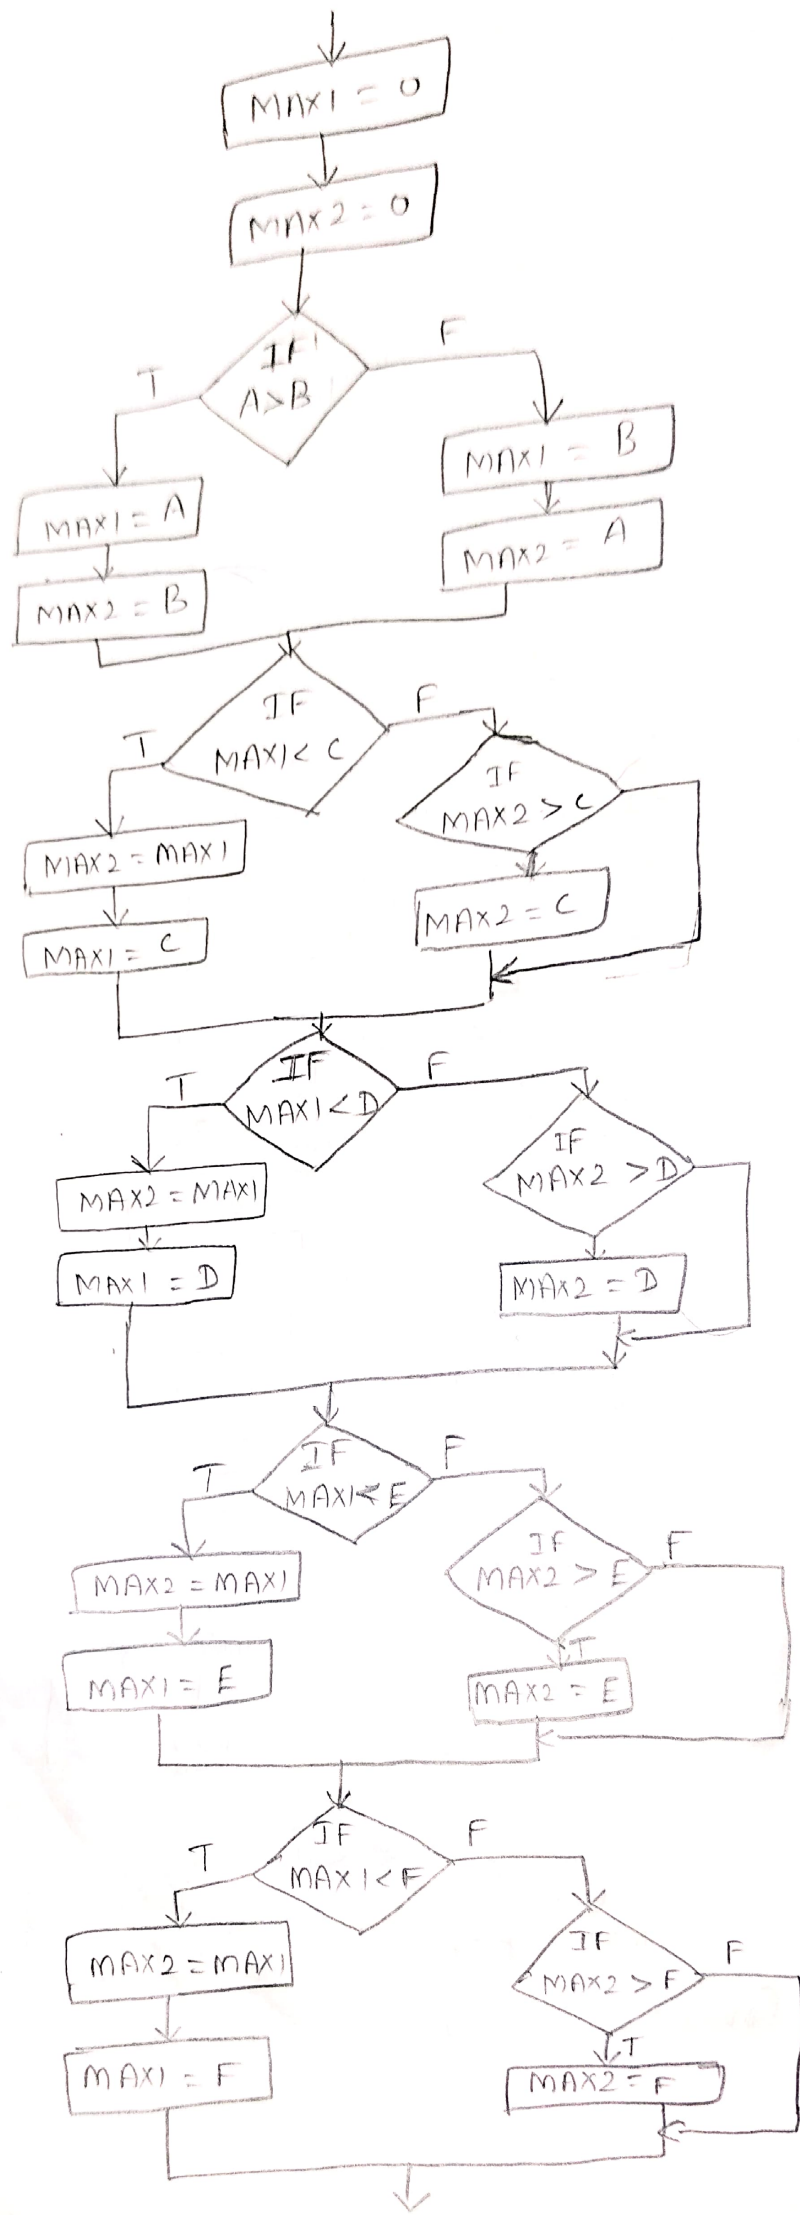 MAX1 = 0
MAX2 = 0
IF
A>B
T
F
MAX1 = A
MAX2 = B
MAX1 = B
MAX2 = A
IF
MAX1< C
T
F
MAX2 = MAX1
MAX1 = C
IF
MAX2 > C
MAX2 = C
IF
MAX1<D
T
F
MAX2 = MAX1
MAX1 = D
IF
MAX2 >D
MAX2 = D
IF
MAX1< E
T
F
MAX2 = MAX1
MAX1 = E
IF
MAX2 > E
F
T
MAX2 = E
IF
MAX1<F
T
F
MAX2 = MAX1
MAX1 = F
IF
MAX2 > F
F
T
MAX2 = F